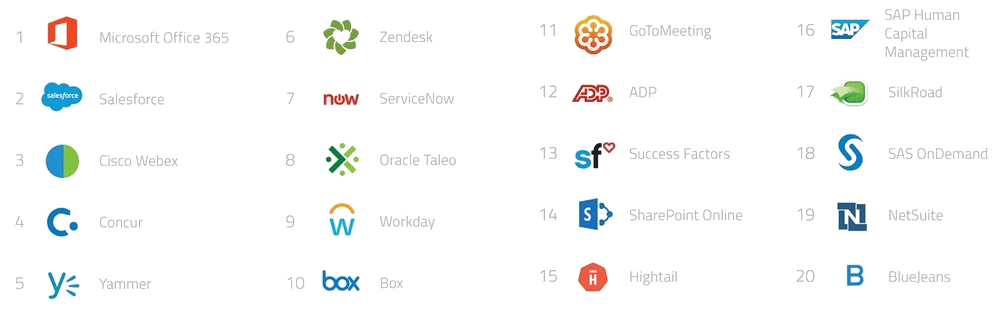 1 Microsoft Office 365
2 salesforce Salesforce
3 Cisco Webex
4 Concur
5 Yammer
6 Zendesk
7 now ServiceNow
8 Oracle Taleo
9 w Workday
10 box Box
11 GoToMeeting
12 ADP® ADP
13 sf Success Factors
14 S SharePoint Online
15 H Hightail
16 SAP SAP Human
Capital
Management
17 SilkRoad
18 SAS OnDemand
19 N NetSuite
20 B BlueJeans